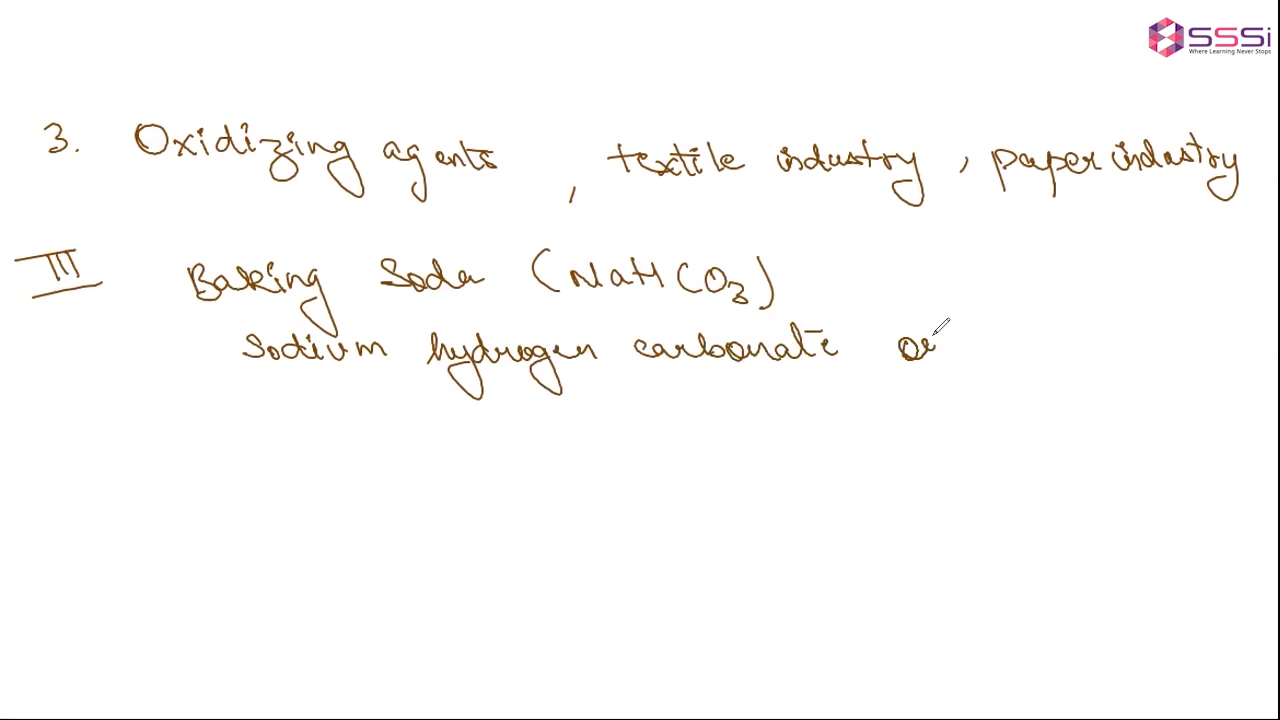 SSSi
Where Learning Never Stops
3. Oxidizing agents , textile industry , paper industry
III Baking Soda (NaHCO3)
Sodium hydrogen carbonate or